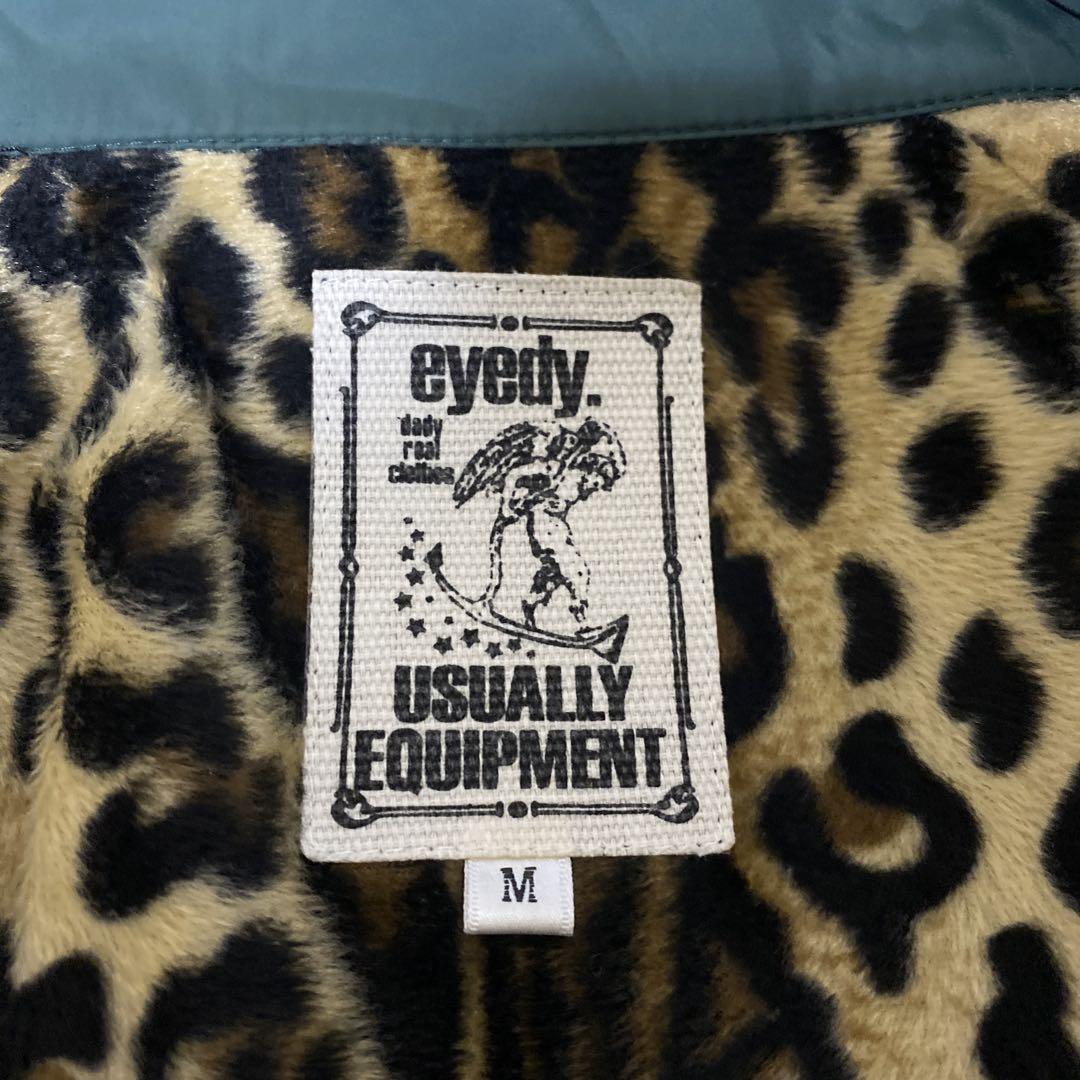 eyedy.
dady
real
clothes
USUALLY
EQUIPMENT
M